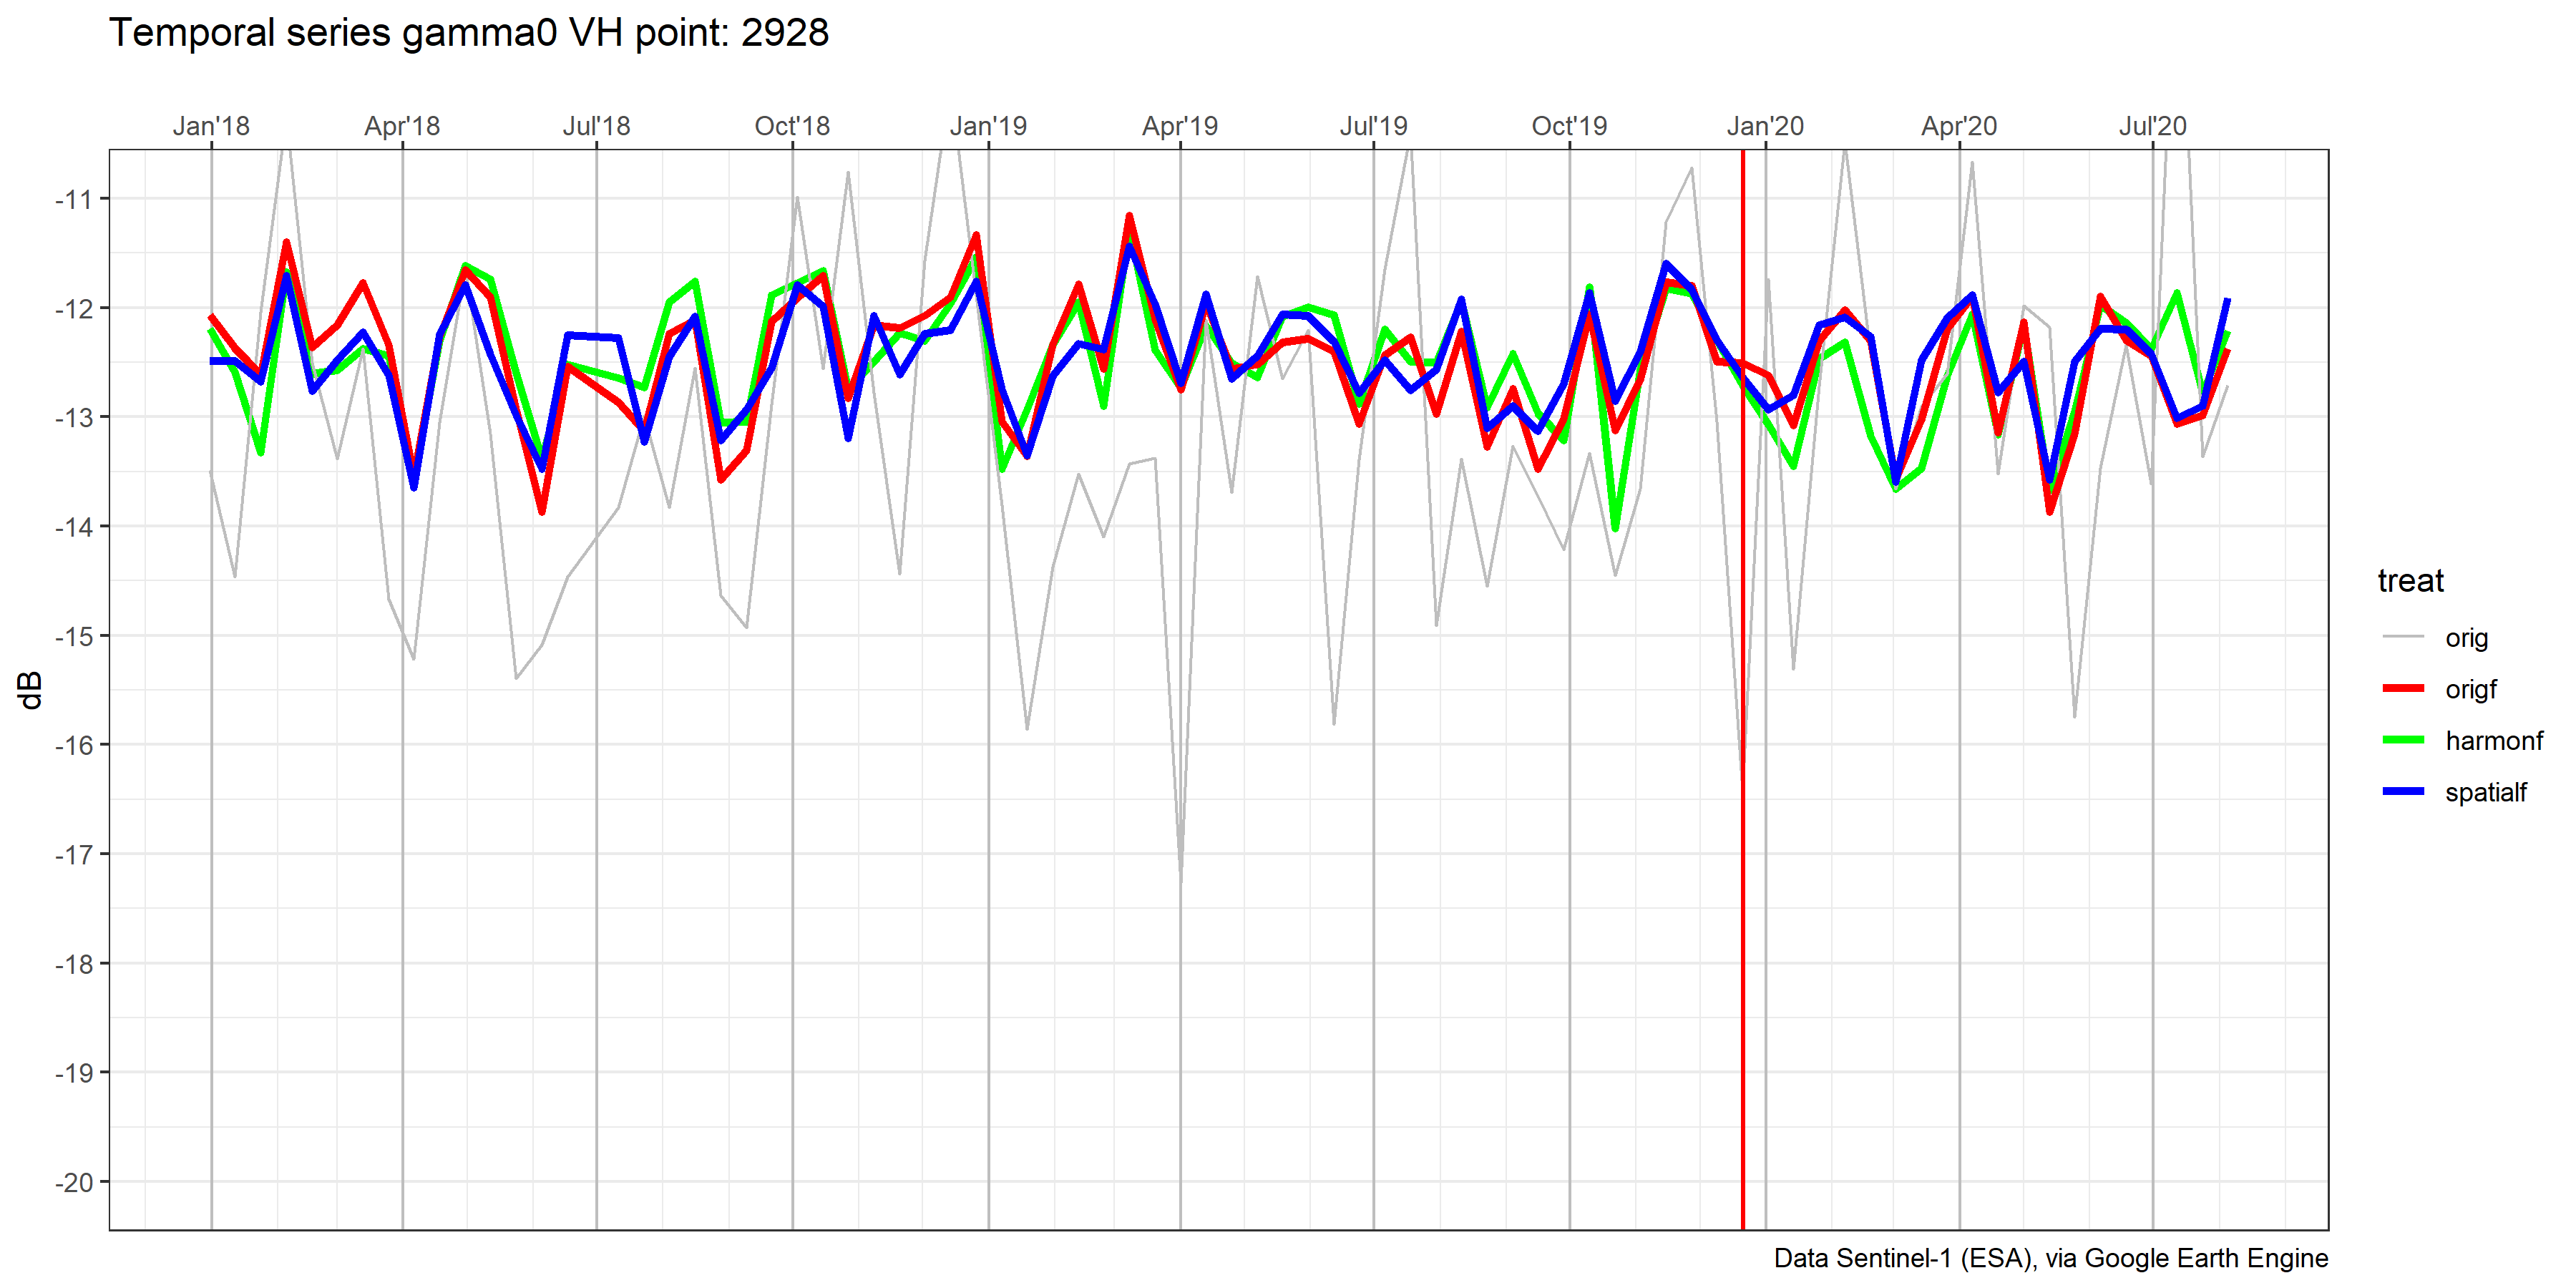 Temporal series gamma0 VH point: 2928
Jan'18 Apr'18 Jul'18 Oct'18 Jan'19 Apr'19 Jul'19 Oct'19 Jan'20 Apr'20 Jul'20
-11
-12
-13
-14
-15
-16
-17
-18
-19
-20
dB
treat
orig
origf
harmonf
spatialf
Data Sentinel-1 (ESA), via Google Earth Engine